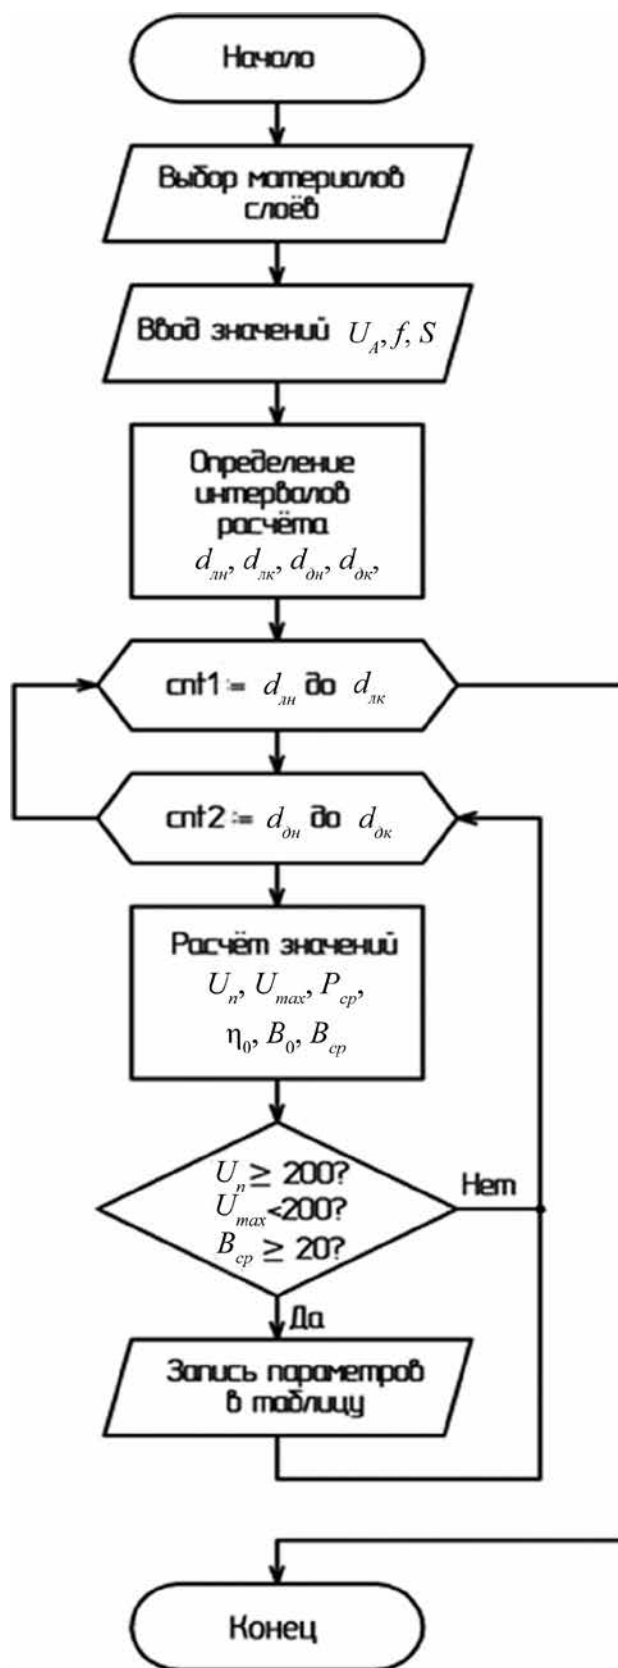 Начало
Выбор материалов
слоёв
Ввод значений U_A, f, S
Определение
интервалов
расчёта
d_лн, d_лк, d_дн, d_дк,
cnt1 := d_лн до d_лк
cnt2 := d_дн до d_дк
Расчёт значений
U_п, U_max, P_ср,
η_0, B_0, B_ср
U_п ≥ 200?
U_max <200?
B_ср ≥ 20?
Нет
Да
Запись параметров
в таблицу
Конец